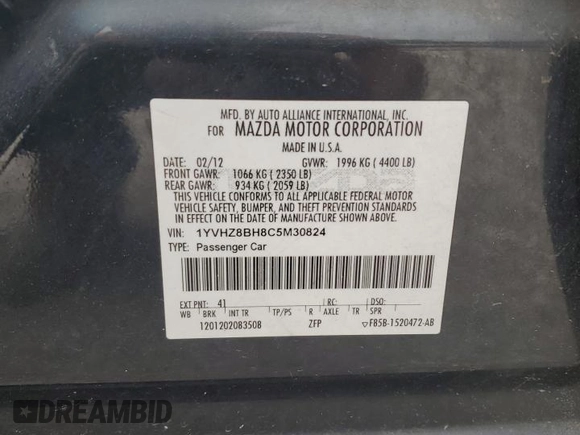 MFD. BY AUTO ALLIANCE INTERNATIONAL, INC.
FOR MAZDA MOTOR CORPORATION
MADE IN U.S.A.
02/12 GVWR: 1996 KG ( 4400 LB)
FRONT GAWR: 1066 KG ( 2350 LB)
REAR GAWR: 934 KG ( 2059 LB)
THIS VEHICLE CONFORMS TO ALL APPLICABLE FEDERAL MOTOR
VEHICLE SAFETY, BUMPER, AND THEFT PREVENTION STANDARDS
IN EFFECT ON THE DATE OF MANUFACTURE SHOWN ABOVE.
VIN: 1YVHZ8BH8C5M30824
TYPE: Passenger Car
EXT PNT: 41 RC: DSO:
WB BRK INT TR TP/PS R AXLE TR SPR
1201202083508 ZFP F85B-1520472-AB
DREAMBID